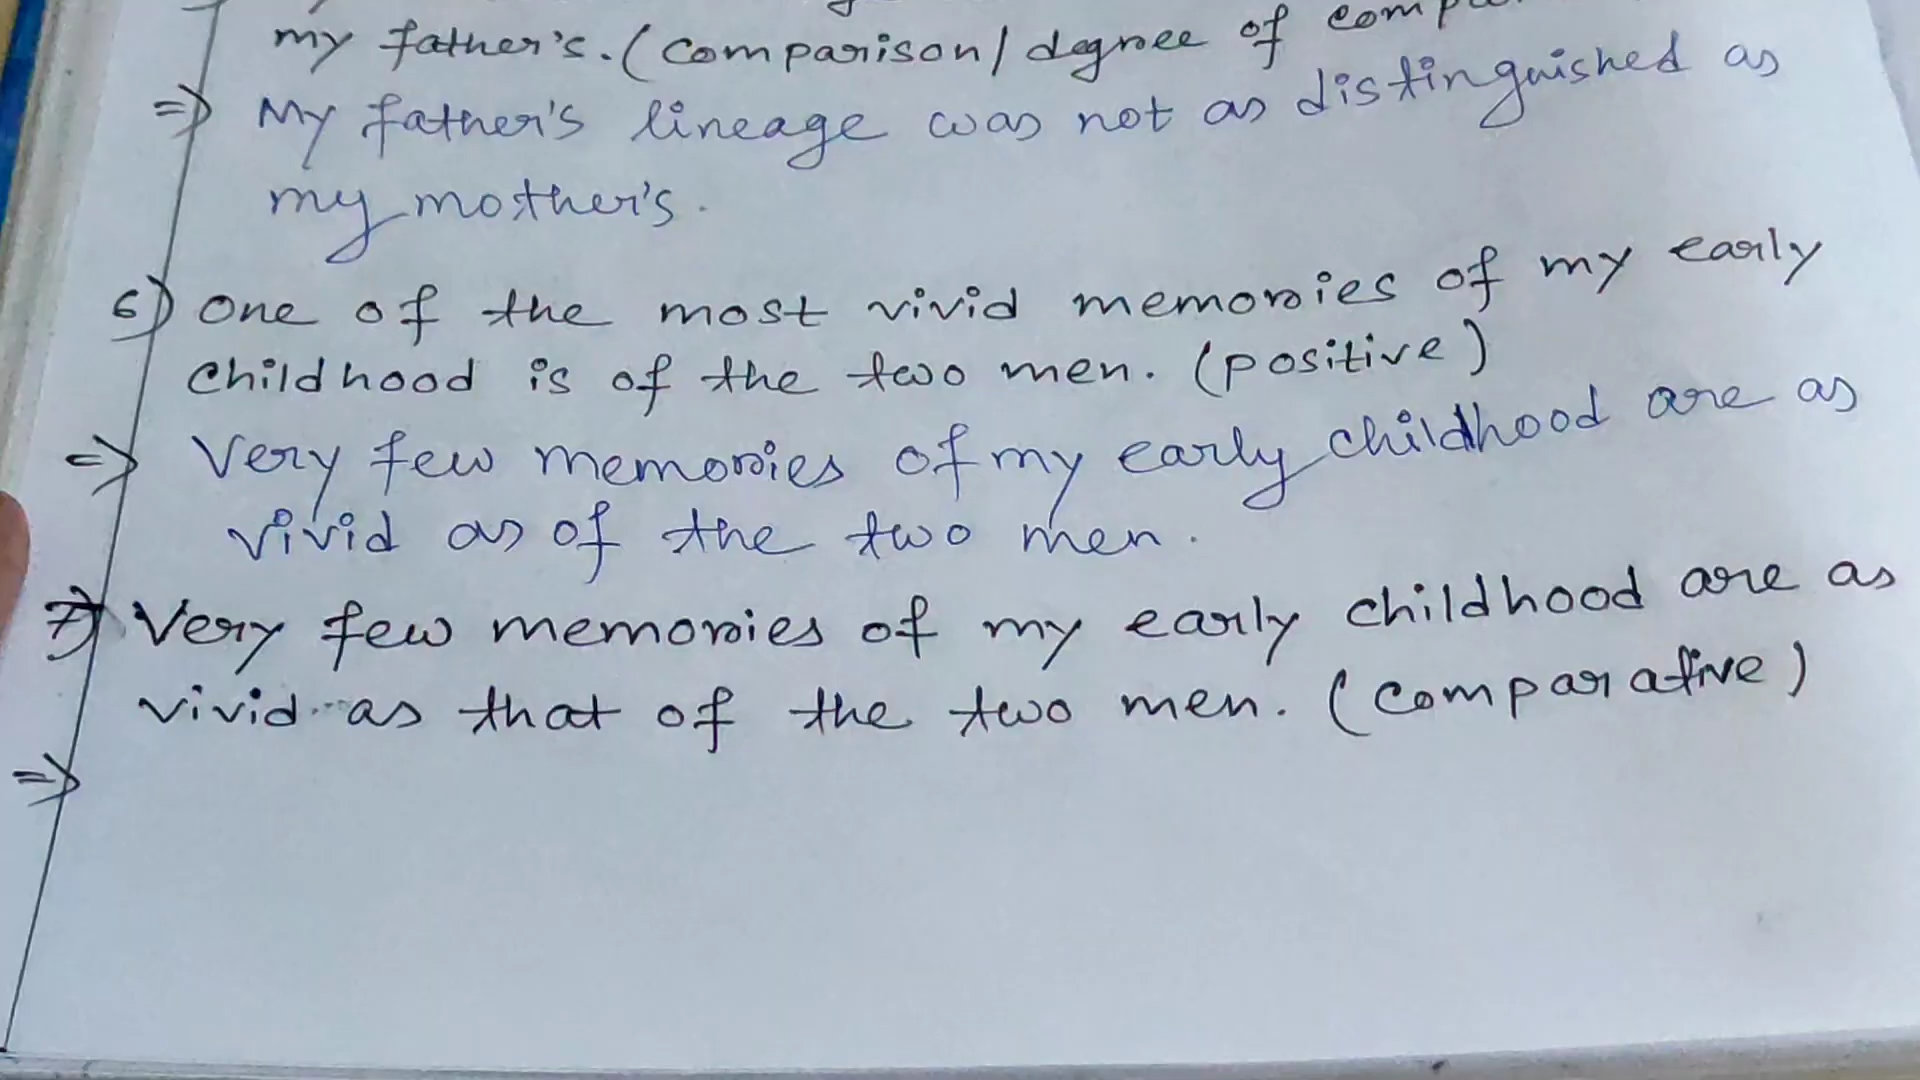 my father's. (Comparison/degree of
=> My father's lineage was not as distinguished as
my mother's.
6) One of the most vivid memories of my early
childhood is of the two men. (positive)
=> Very few memories of my early childhood are as
vivid as of the two men.
7) Very few memories of my early childhood are as
vivid as that of the two men. (Comparative)
=>